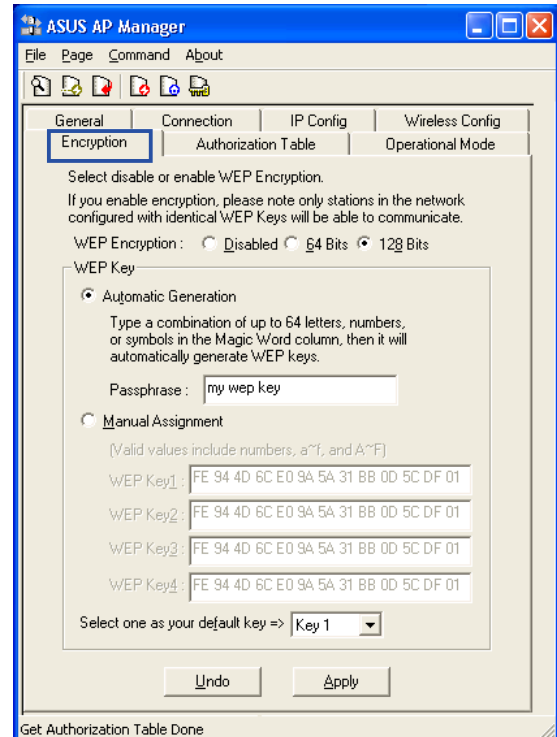 ASUS AP Manager
File Page Command About
General Connection IP Config Wireless Config
Encryption Authorization Table Operational Mode
Select disable or enable WEP Encryption.
If you enable encryption, please note only stations in the network
configured with identical WEP Keys will be able to communicate.
WEP Encryption : Disabled 64 Bits 128 Bits
WEP Key
Automatic Generation
Type a combination of up to 64 letters, numbers,
or symbols in the Magic Word column, then it will
automatically generate WEP keys.
Passphrase : my wep key
Manual Assignment
(Valid values include numbers, a~f, and A~F)
WEP Key1 : FE 94 4D 6C E0 9A 5A 31 BB 0D 5C DF 01
WEP Key2 : FE 94 4D 6C E0 9A 5A 31 BB 0D 5C DF 01
WEP Key3 : FE 94 4D 6C E0 9A 5A 31 BB 0D 5C DF 01
WEP Key4 : FE 94 4D 6C E0 9A 5A 31 BB 0D 5C DF 01
Select one as your default key => Key 1
Undo Apply
Get Authorization Table Done